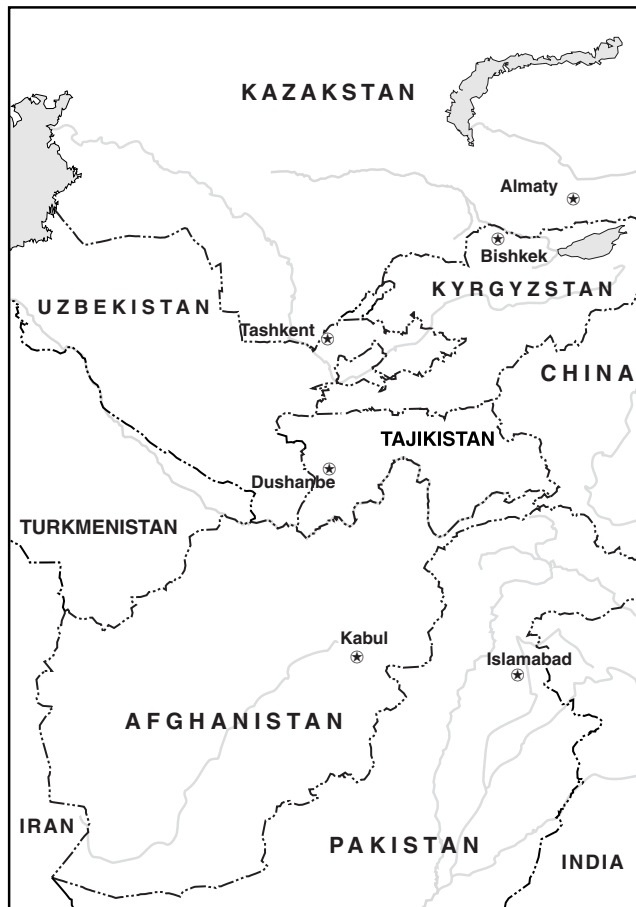 KAZAKSTAN
Almaty
Bishkek
KYRGYZSTAN
UZBEKISTAN
Tashkent
CHINA
TAJIKISTAN
Dushanbe
TURKMENISTAN
Kabul
Islamabad
AFGHANISTAN
IRAN
PAKISTAN
INDIA